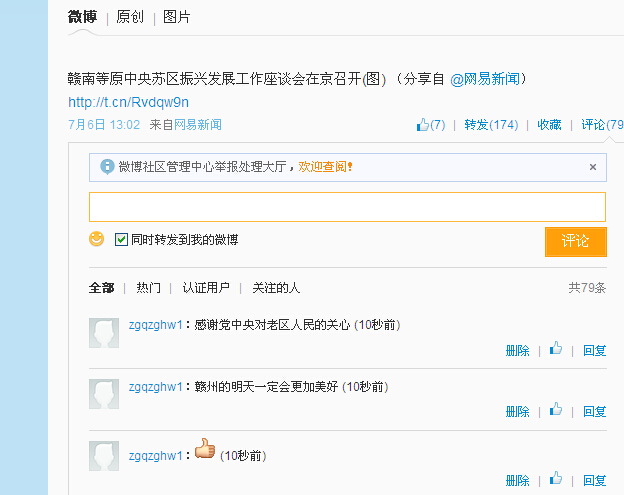 微博 | 原创 | 图片
赣南等原中央苏区振兴发展工作座谈会在京召开(图) （分享自 @网易新闻）
http://t.cn/Rvdqw9n
7月6日 13:02 来自网易新闻 (7) | 转发(174) | 收藏 | 评论(79
微博社区管理中心举报处理大厅，欢迎查阅! ×
同时转发到我的微博 评论
全部 | 热门 | 认证用户 | 关注的人 共79条
zgqzghw1：感谢党中央对老区人民的关心 (10秒前)
删除 | | 回复
zgqzghw1：赣州的明天一定会更加美好 (10秒前)
删除 | | 回复
zgqzghw1： (10秒前)
删除 | | 回复